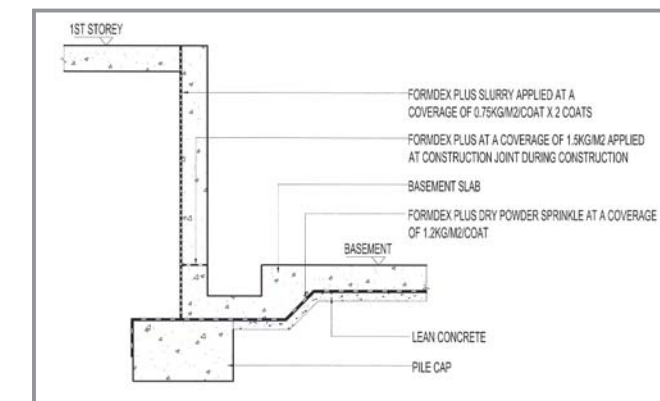 1ST STOREY
FORMDEX PLUS SLURRY APPLIED AT A
COVERAGE OF 0.75KG/M2/COAT X 2 COATS
FORMDEX PLUS AT A COVERAGE OF 1.5KG/M2 APPLIED
AT CONSTRUCTION JOINT DURING CONSTRUCTION
BASEMENT SLAB
FORMDEX PLUS DRY POWDER SPRINKLE AT A COVERAGE
OF 1.2KG/M2/COAT
BASEMENT
LEAN CONCRETE
PILE CAP